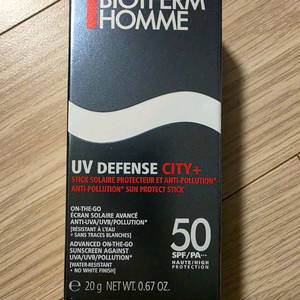 BIOTHERM
HOMME
UV DEFENSE CITY+
STICK SOLAIRE PROTECTEUR ET ANTI-POLLUTION*
ANTI-POLLUTION* SUN PROTECT STICK
ON-THE-GO
ÉCRAN SOLAIRE AVANCÉ
ANTI-UVA/UVB/POLLUTION*
[RÉSISTANT À L'EAU
+ SANS TRACES BLANCHES]
ADVANCED ON-THE-GO
SUNSCREEN AGAINST
UVA/UVB/POLLUTION*
[WATER-RESISTANT
+ NO WHITE FINISH]
50
SPF/PA+++
HAUTE/HIGH
PROTECTION
20 g NET WT. 0.67 OZ.